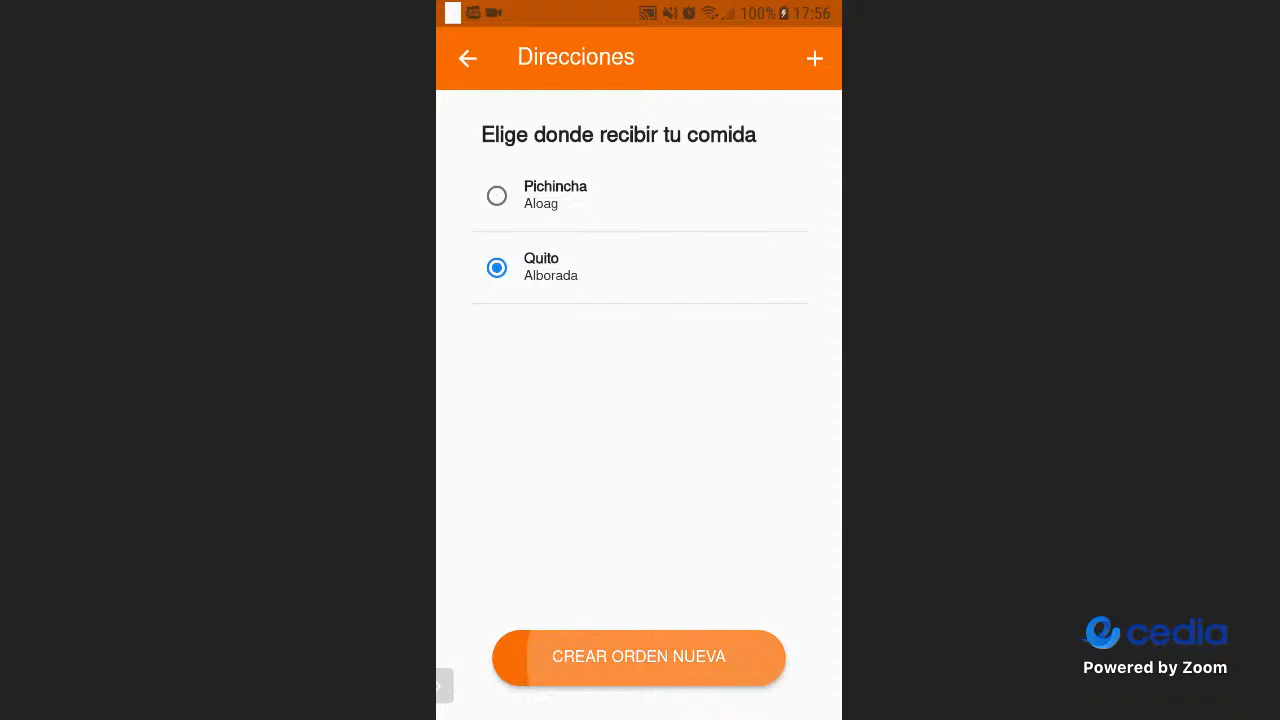 100% 17:56
Direcciones
Elige donde recibir tu comida
Pichincha
Aloag
Quito
Alborada
CREAR ORDEN NUEVA
cedia
Powered by Zoom